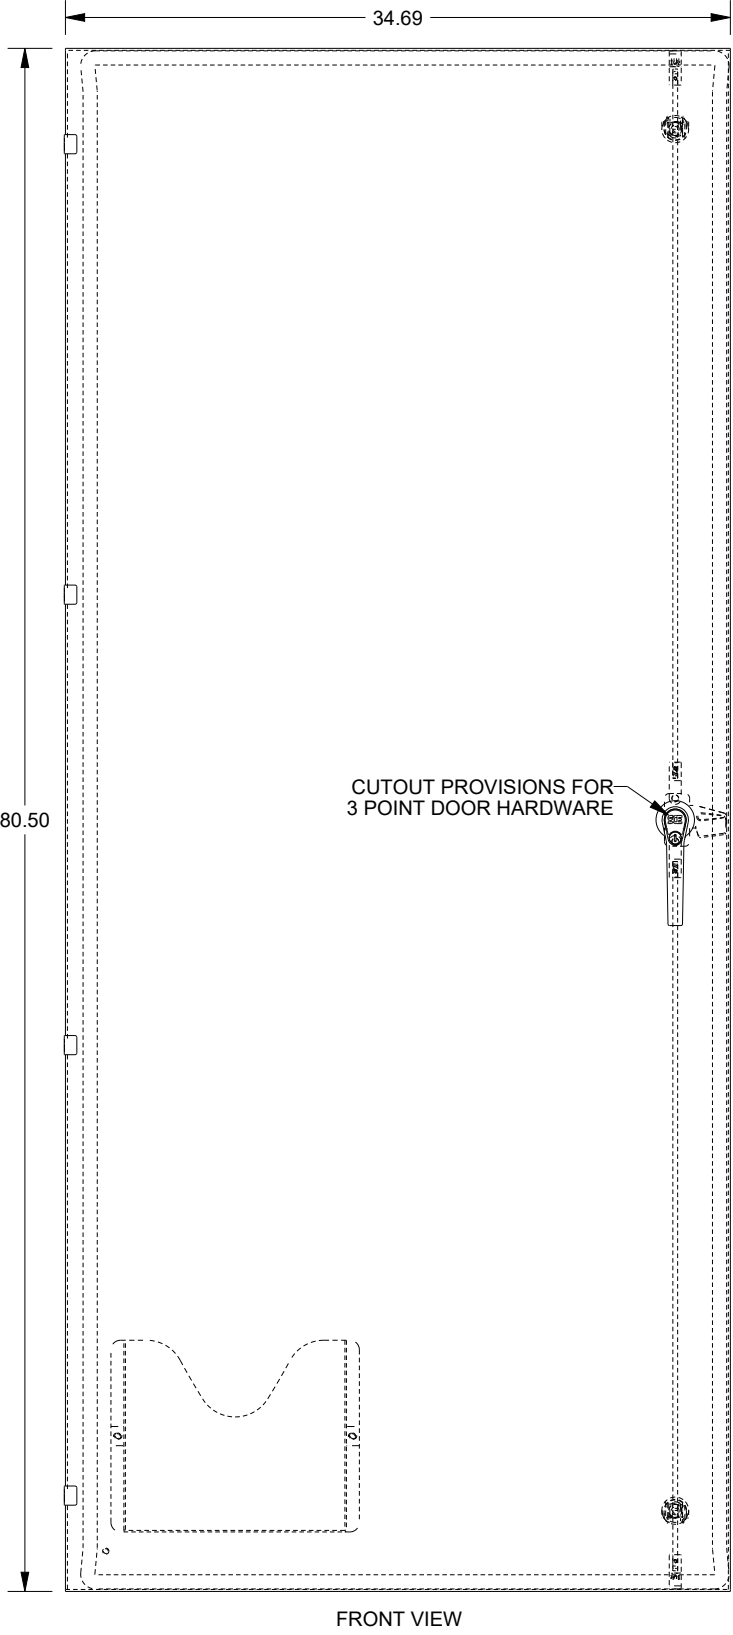 34.69
CUTOUT PROVISIONS FOR
3 POINT DOOR HARDWARE
80.50
FRONT VIEW